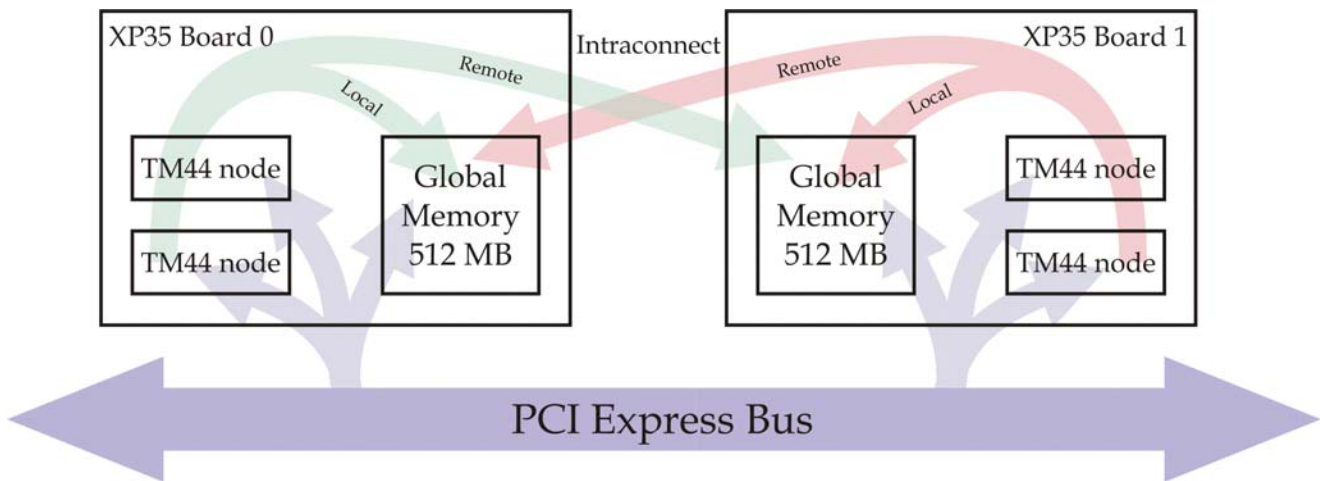 XP35 Board 0
Intraconnect
XP35 Board 1
Remote
Remote
Local
Local
TM44 node
TM44 node
Global
Memory
512 MB
Global
Memory
512 MB
TM44 node
TM44 node
PCI Express Bus